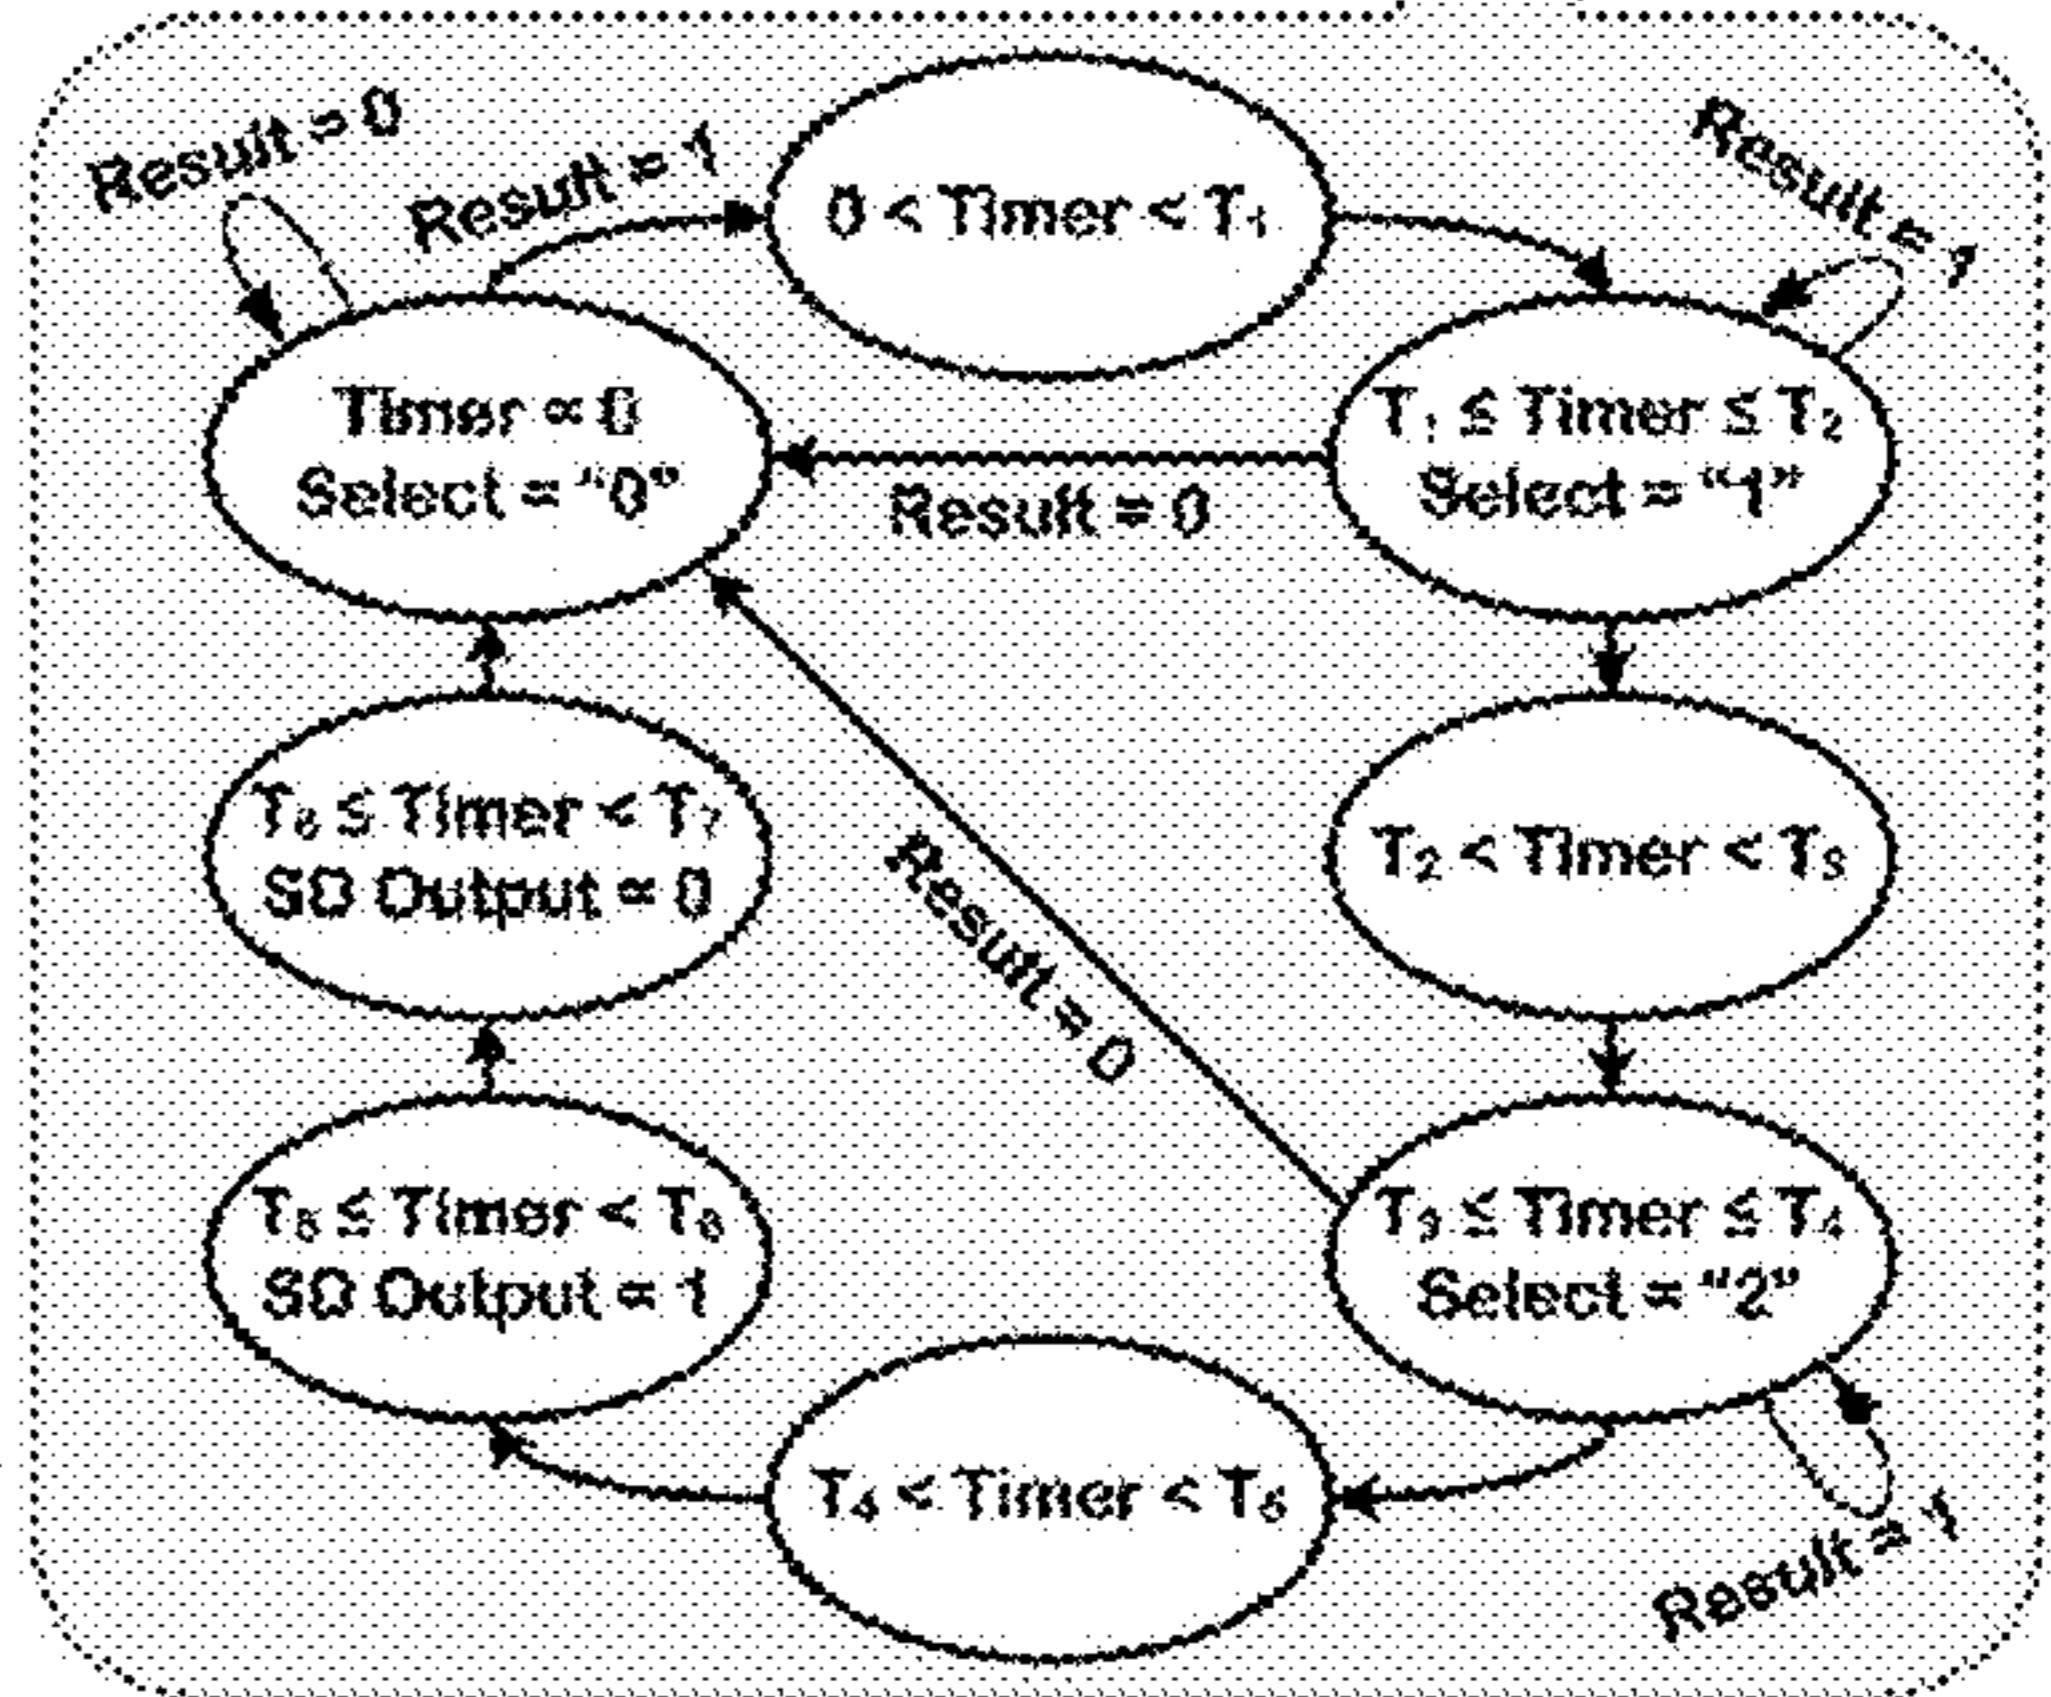 Result = 0
Result = 1
0 < Timer < T₁
Result = 1
Timer = 0
Select = "0"
T₁ ≤ Timer ≤ T₂
Select = "1"
Result = 0
T₆ ≤ Timer < T₇
SD Output = 0
T₂ < Timer < T₃
Result = 0
T₅ ≤ Timer < T₆
SD Output = 1
T₃ ≤ Timer ≤ T₄
Select = "2"
T₄ < Timer < T₅
Result = 1